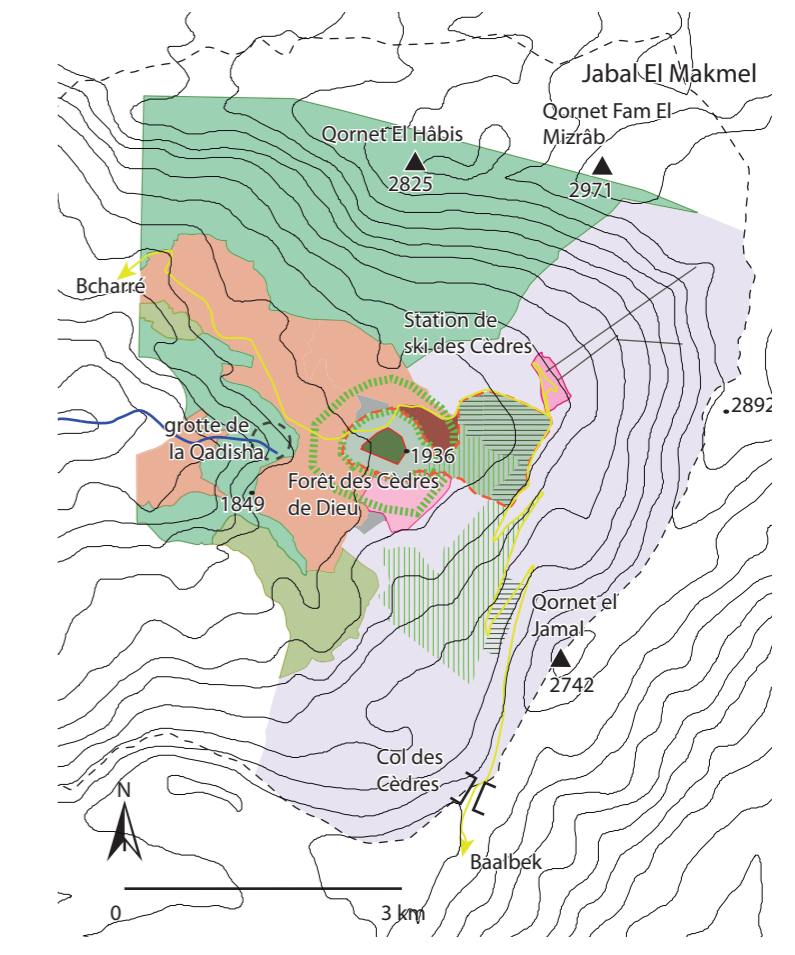 Jabal El Makmel
Qornet Fam El
Mizrâb
2971
Qornet El Hâbis
2825
Bcharré
Station de
ski des Cèdres
2892
grotte de
la Qadisha
1936
Forêt des Cèdres
de Dieu
1849
Qornet el
Jamal
2742
Col des
Cèdres
N
Baalbek
0
3 km